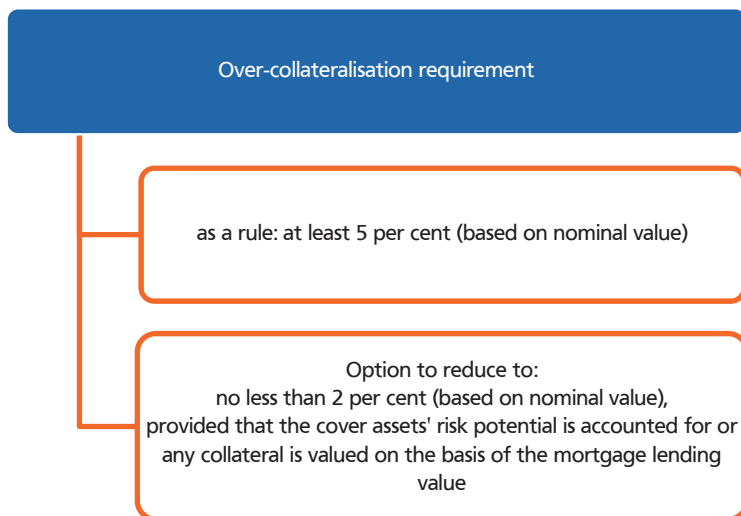 Over-collateralisation requirement
as a rule: at least 5 per cent (based on nominal value)
Option to reduce to:
no less than 2 per cent (based on nominal value),
provided that the cover assets' risk potential is accounted for or
any collateral is valued on the basis of the mortgage lending
value